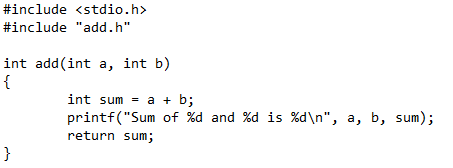 #include <stdio.h>
#include "add.h"

int add(int a, int b)
{
        int sum = a + b;
        printf("Sum of %d and %d is %d\n", a, b, sum);
        return sum;
}